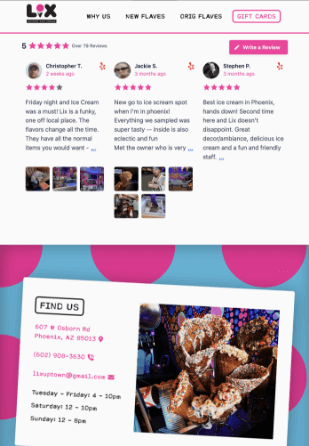 LIX
WHY US
NEW FLAVES
ORIG FLAVES
GIFT CARDS
5
Over 70 Reviews
Write a Review
Christopher T.
2 weeks ago
Friday night and Ice Cream
was a must! Lix is a funky,
one off local place. The
flavors change all the time.
They have all the normal
items you would want - ...
Jackie S.
3 months ago
New go to ice scream spot
when I'm in phoenix!
Everything we sampled was
super tasty -- inside is also
eclectic and fun
Met the owner who is very ...
Stephen P.
3 months ago
Best ice cream in Phoenix,
hands down! Second time
here and Lix doesn't
disappoint. Great
decor/ambiance, delicious ice
cream and a fun and friendly
staff. ...
FIND US
607 W Osborn Rd
Phoenix, AZ 85013
(602) 908-3630
lixuptown@gmail.com
Tuesday - Friday: 4 - 10pm
Saturday: 12 - 10pm
Sunday: 12 - 8pm